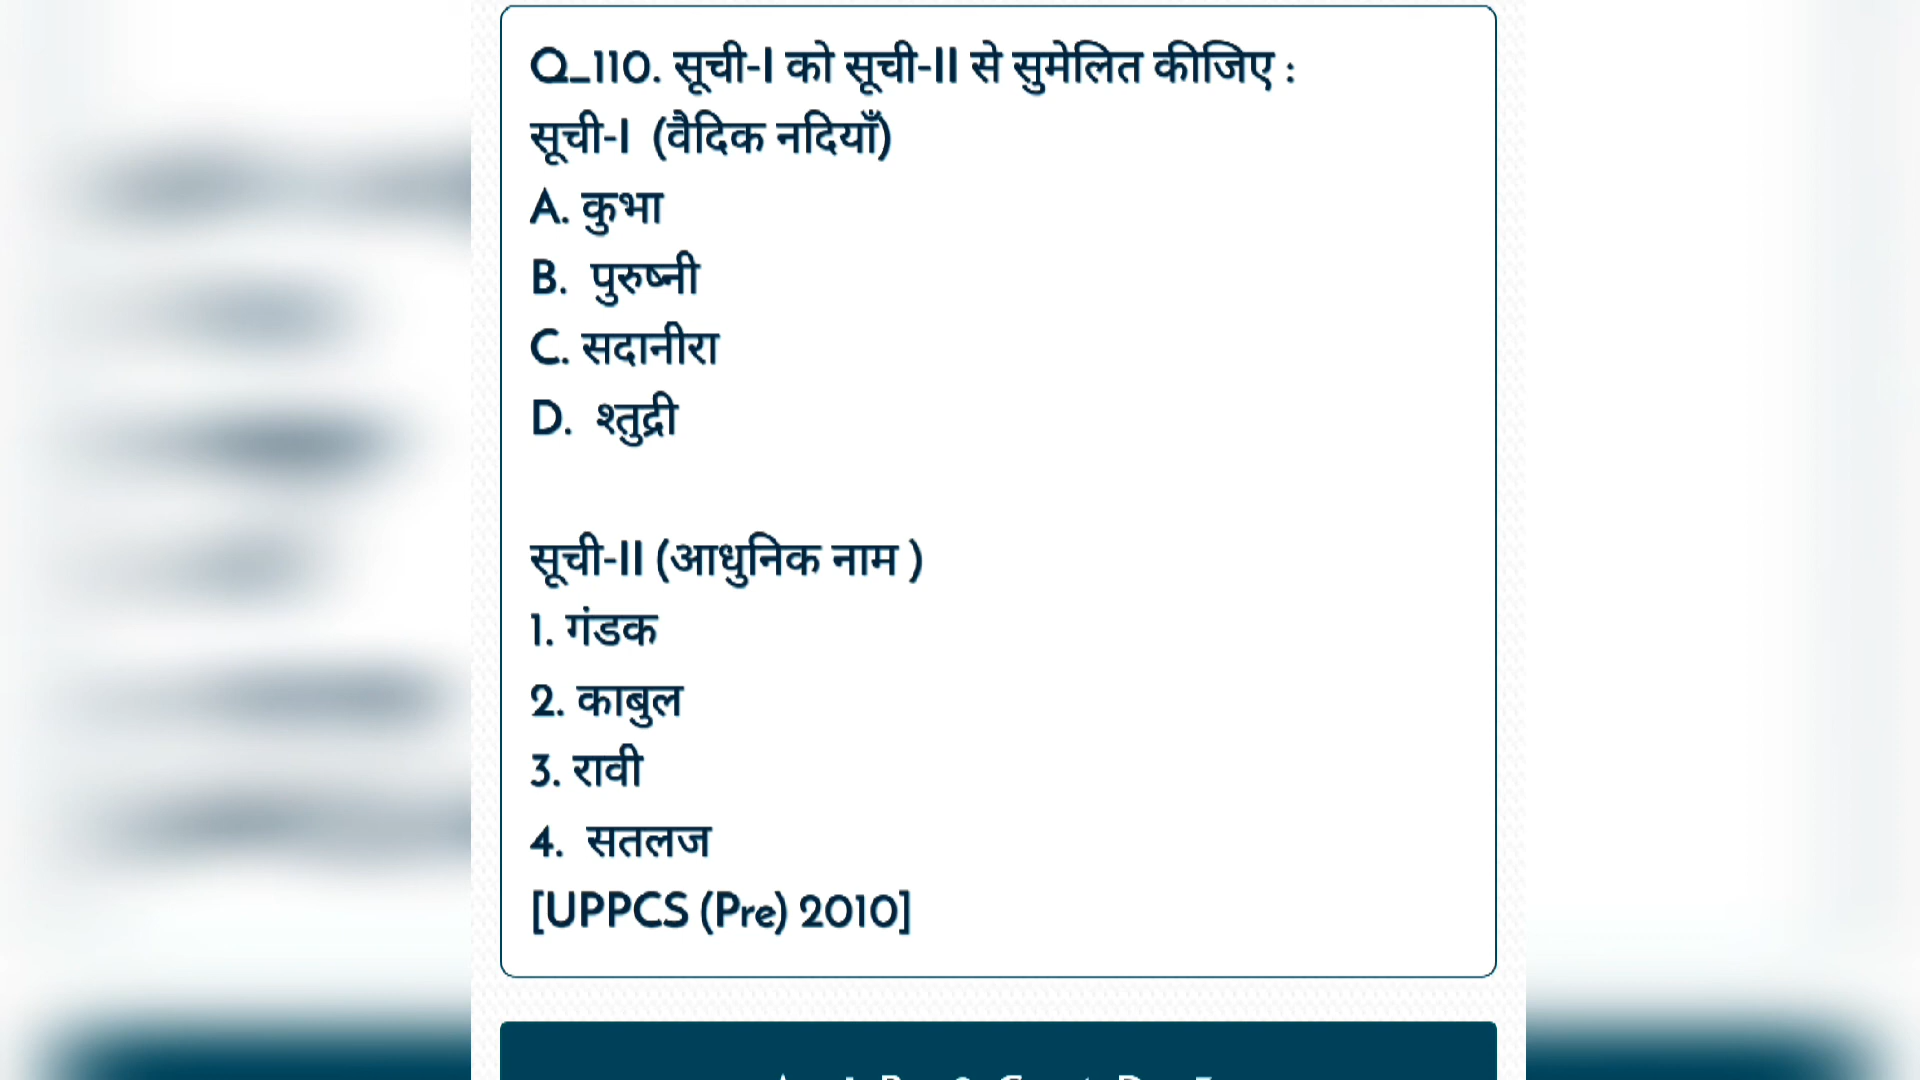 Q_110. सूची-I को सूची-II से सुमेलित कीजिए :
सूची-I (वैदिक नदियाँ)
A. कुभा
B. पुरुष्नी
C. सदानीरा
D. श्तुद्री
सूची-II (आधुनिक नाम )
1. गंडक
2. काबुल
3. रावी
4. सतलज
[UPPCS (Pre) 2010]